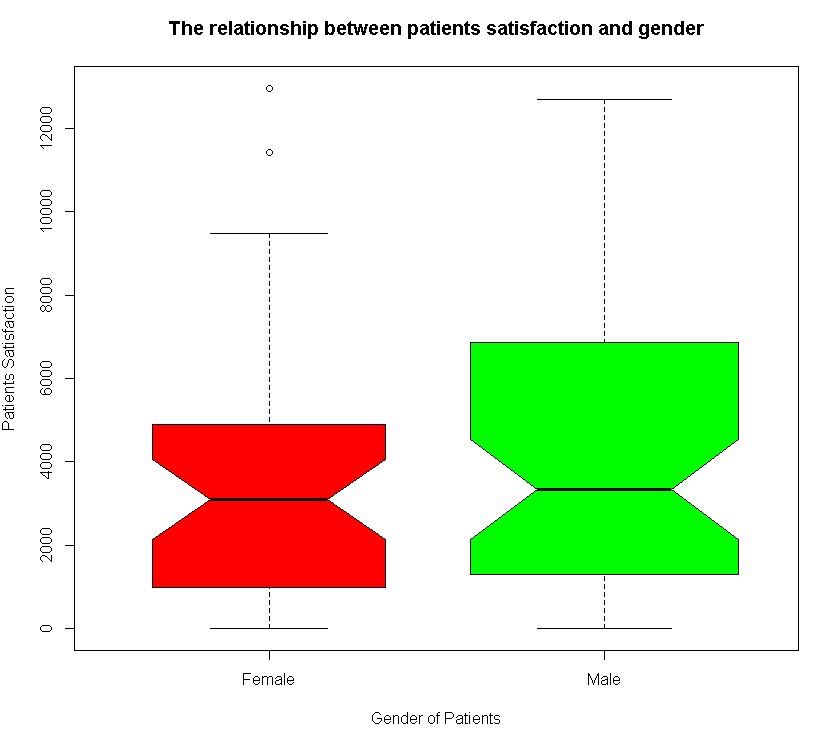 The relationship between patients satisfaction and gender
Patients Satisfaction
12000
10000
8000
6000
4000
2000
0
Female
Male
Gender of Patients